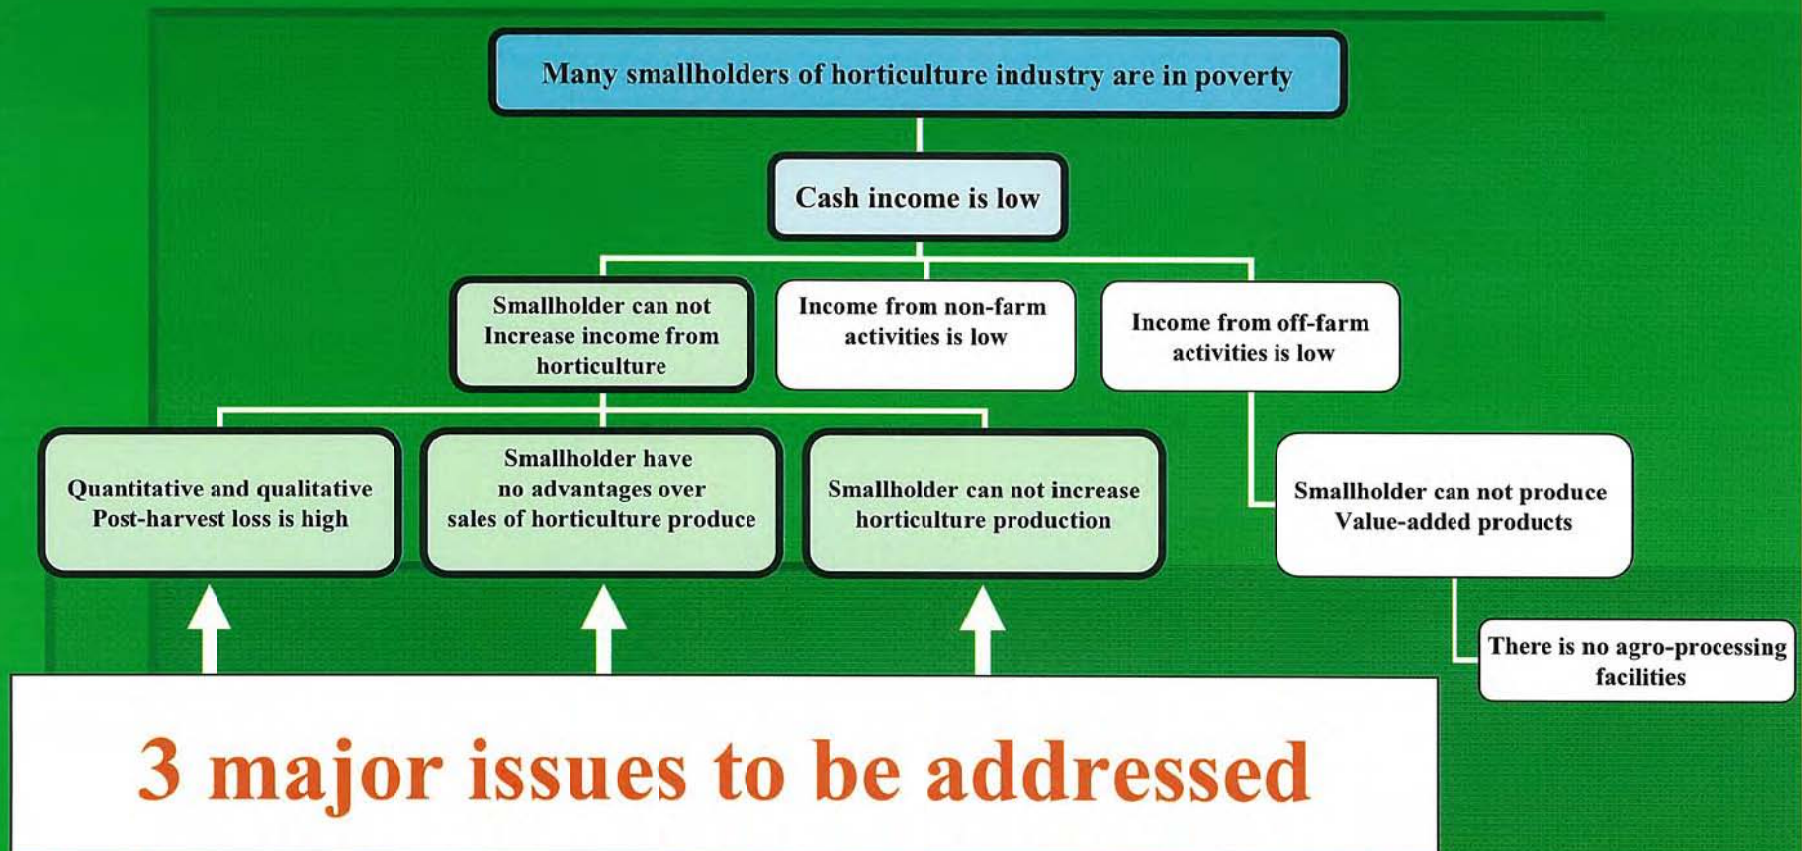 Many smallholders of horticulture industry are in poverty
Cash income is low
Smallholder can not
Increase income from
horticulture
Income from non-farm
activities is low
Income from off-farm
activities is low
Quantitative and qualitative
Post-harvest loss is high
Smallholder have
no advantages over
sales of horticulture produce
Smallholder can not increase
horticulture production
Smallholder can not produce
Value-added products
There is no agro-processing
facilities
3 major issues to be addressed